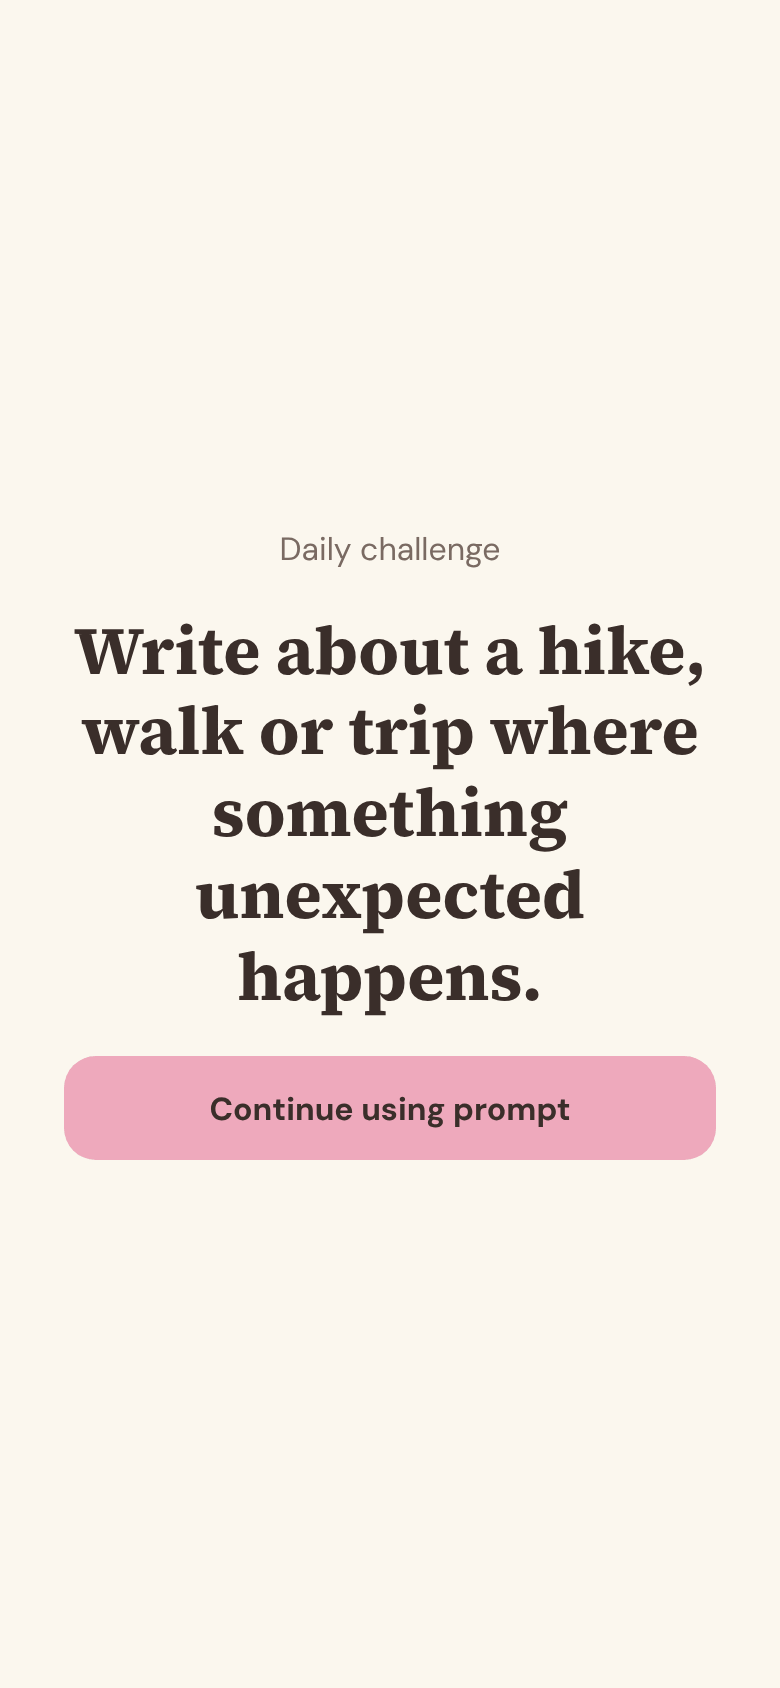 Daily challenge
Write about a hike,
walk or trip where
something
unexpected
happens.
Continue using prompt